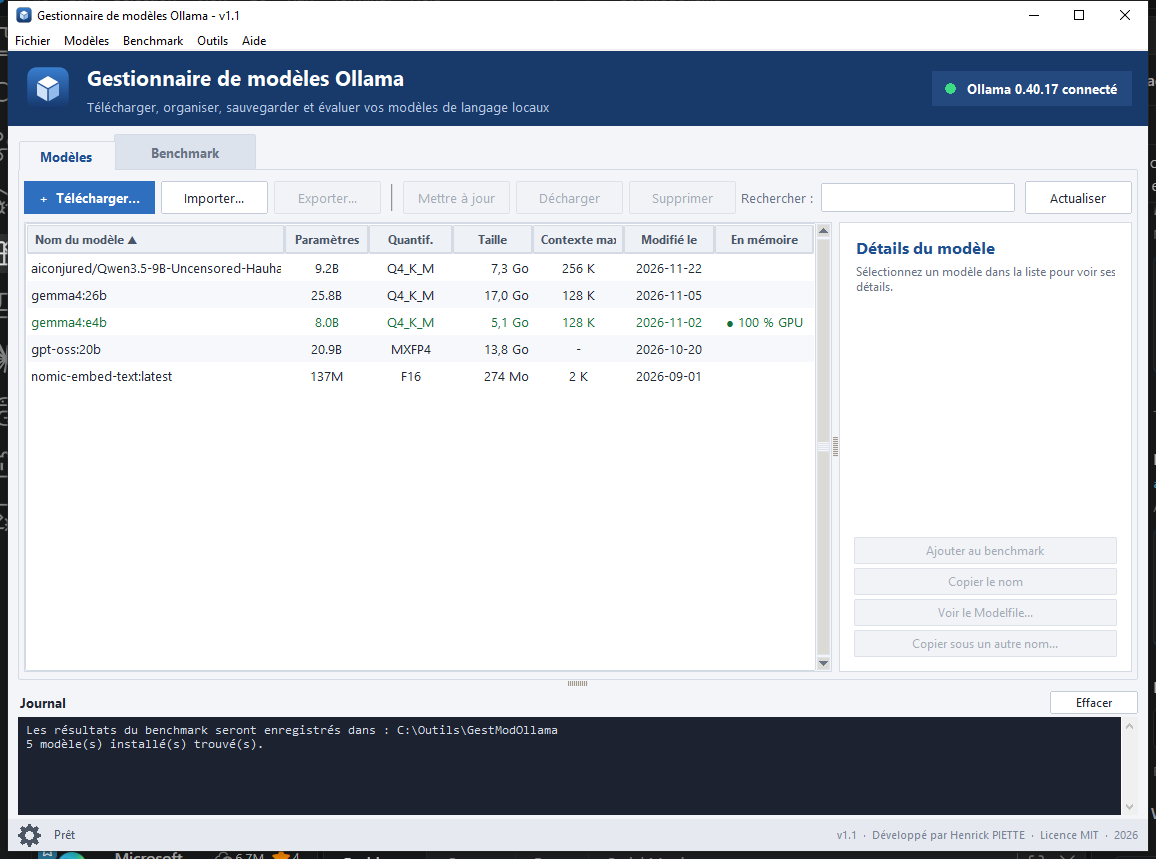 Gestionnaire de modèles Ollama - v1.1
Fichier Modèles Benchmark Outils Aide
Gestionnaire de modèles Ollama
Télécharger, organiser, sauvegarder et évaluer vos modèles de langage locaux
Ollama 0.40.17 connecté
Modèles Benchmark
+ Télécharger... Importer... Exporter... Mettre à jour Décharger Supprimer Rechercher : Actualiser
Nom du modèle ▲ Paramètres Quantif. Taille Contexte max Modifié le En mémoire
aiconjured/Qwen3.5-9B-Uncensored-Hauha 9.2B Q4_K_M 7,3 Go 256 K 2026-11-22
gemma4:26b 25.8B Q4_K_M 17,0 Go 128 K 2026-11-05
gemma4:e4b 8.0B Q4_K_M 5,1 Go 128 K 2026-11-02 ● 100 % GPU
gpt-oss:20b 20.9B MXFP4 13,8 Go - 2026-10-20
nomic-embed-text:latest 137M F16 274 Mo 2 K 2026-09-01
Détails du modèle
Sélectionnez un modèle dans la liste pour voir ses
détails.
Ajouter au benchmark
Copier le nom
Voir le Modelfile...
Copier sous un autre nom...
Journal
Effacer
Les résultats du benchmark seront enregistrés dans : C:\Outils\GestModOllama
5 modèle(s) installé(s) trouvé(s).
Prêt
v1.1 · Développé par Henrick PIETTE · Licence MIT · 2026